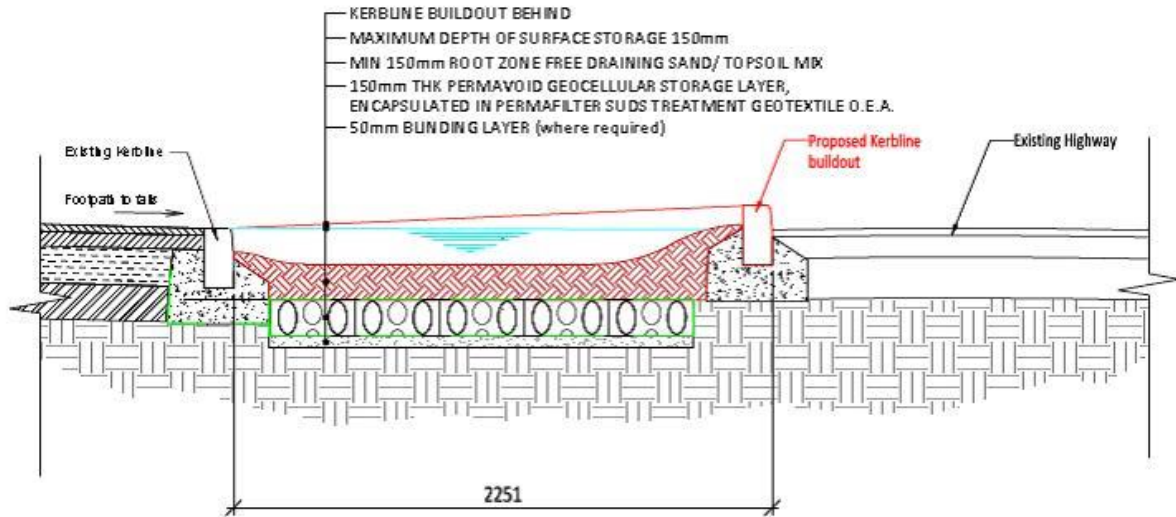 KERBLINE BUILDOUT BEHIND
MAXIMUM DEPTH OF SURFACE STORAGE 150mm
MIN 150mm ROOT ZONE FREE DRAINING SAND/ TOPSOIL MIX
150mm THK PERMAVOID GEOCELLULAR STORAGE LAYER,
ENCAPSULATED IN PERMAFILTER SUDS TREATMENT GEOTEXTILE O.E.A.
50mm BLINDING LAYER (where required)
Existing Kerbline
Proposed Kerbline
buildout
Existing Highway
Footpath to falls
2251